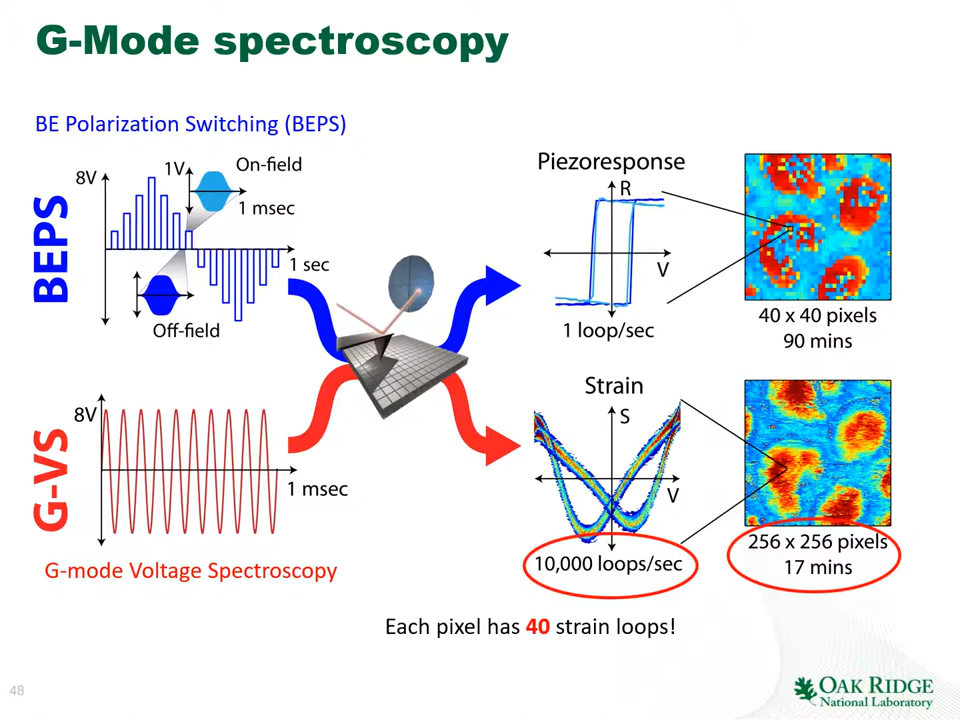 G-Mode spectroscopy
BE Polarization Switching (BEPS)
BEPS
8V
1V
On-field
1 msec
1 sec
Off-field
Piezoresponse
R
V
1 loop/sec
40 x 40 pixels
90 mins
G-VS
8V
1 msec
G-mode Voltage Spectroscopy
Strain
S
V
10,000 loops/sec
256 x 256 pixels
17 mins
Each pixel has 40 strain loops!
48
OAK RIDGE
National Laboratory